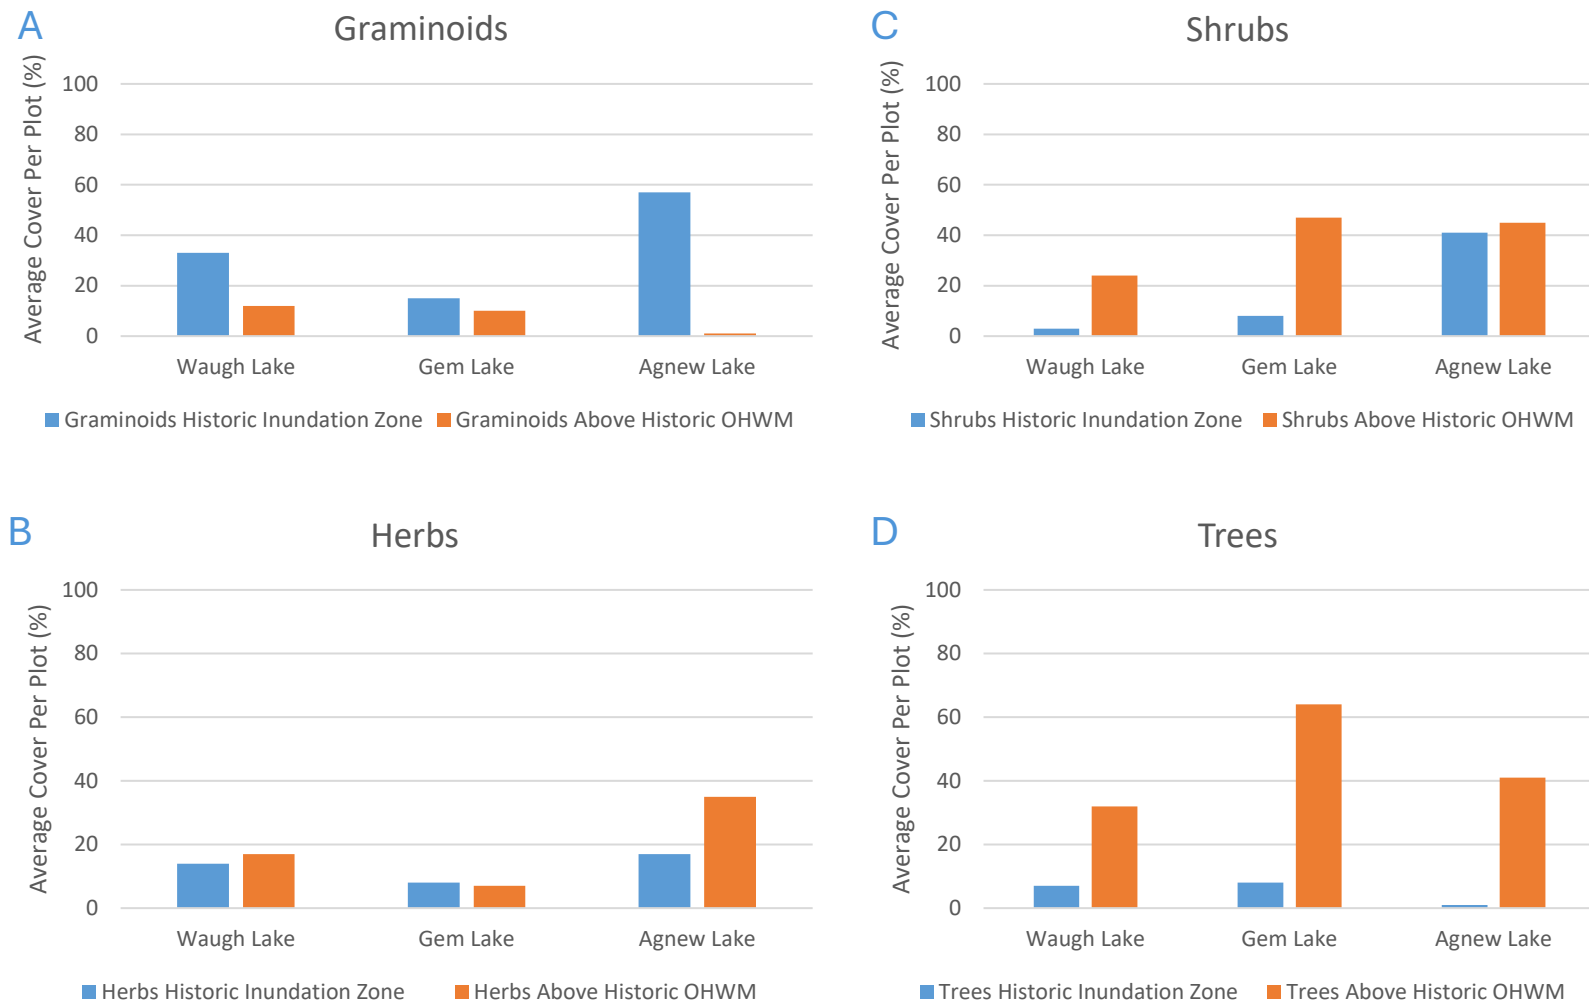 A
Graminoids
Average Cover Per Plot (%)
100
80
60
40
20
0
Waugh Lake Gem Lake Agnew Lake
Graminoids Historic Inundation Zone Graminoids Above Historic OHWM
C
Shrubs
Average Cover Per Plot (%)
100
80
60
40
20
0
Waugh Lake Gem Lake Agnew Lake
Shrubs Historic Inundation Zone Shrubs Above Historic OHWM
B
Herbs
Average Cover Per Plot (%)
100
80
60
40
20
0
Waugh Lake Gem Lake Agnew Lake
Herbs Historic Inundation Zone Herbs Above Historic OHWM
D
Trees
Average Cover Per Plot (%)
100
80
60
40
20
0
Waugh Lake Gem Lake Agnew Lake
Trees Historic Inundation Zone Trees Above Historic OHWM